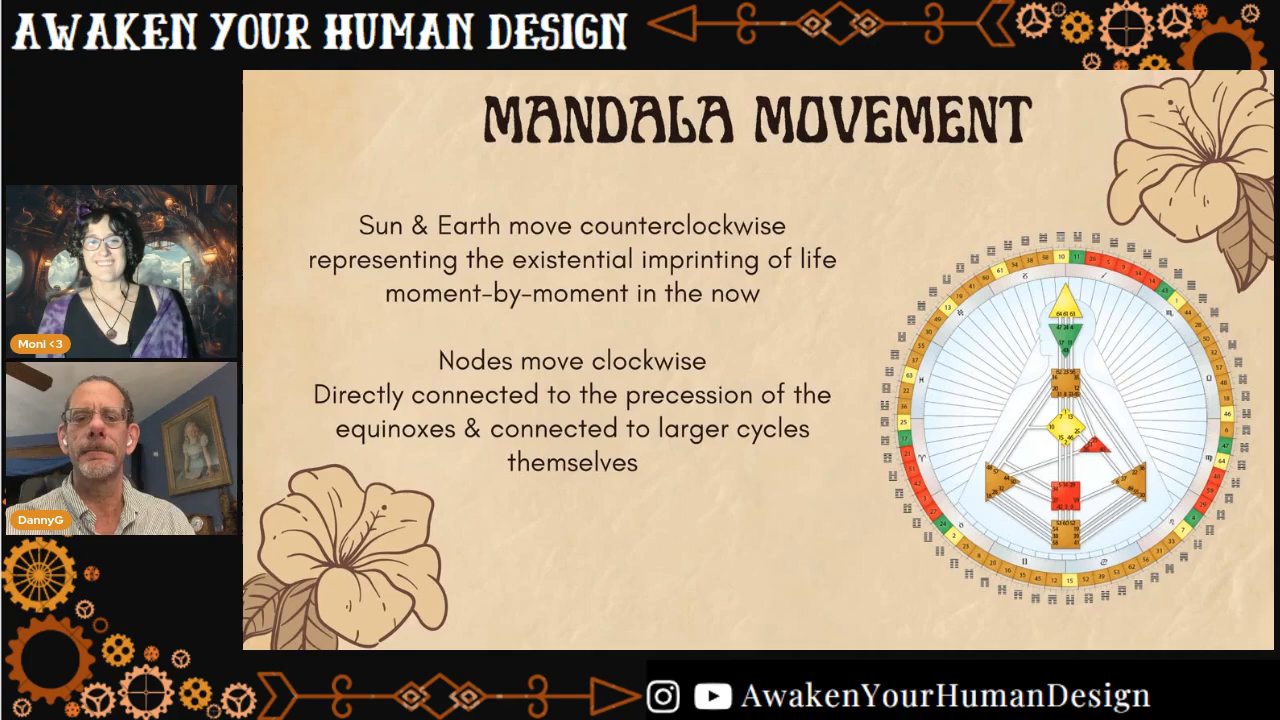 AWAKEN YOUR HUMAN DESIGN
MANDALA MOVEMENT
Sun & Earth move counterclockwise
representing the existential imprinting of life
moment-by-moment in the now
Nodes move clockwise
Directly connected to the precession of the
equinoxes & connected to larger cycles
themselves
Moni <3
DannyG
AwakenYourHumanDesign